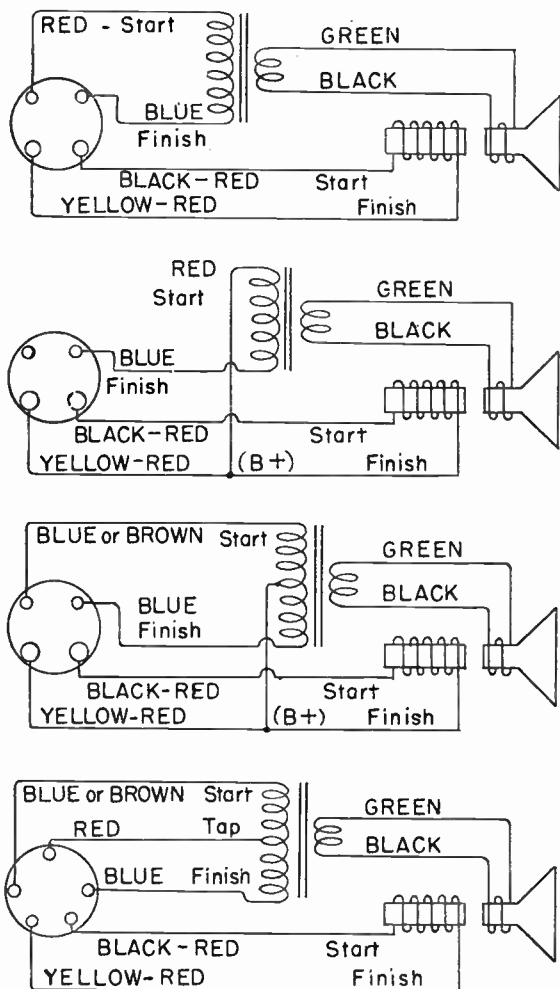 RED - Start
GREEN
BLACK
BLUE
Finish
BLACK-RED Start
YELLOW-RED Finish
RED
Start
GREEN
BLACK
BLUE
Finish
BLACK-RED Start
YELLOW-RED (B+) Finish
BLUE or BROWN Start
GREEN
BLACK
BLUE
Finish
BLACK-RED Start
YELLOW-RED (B+) Finish
BLUE or BROWN Start
GREEN
RED Tap
BLACK
BLUE Finish
BLACK-RED Start
YELLOW-RED Finish